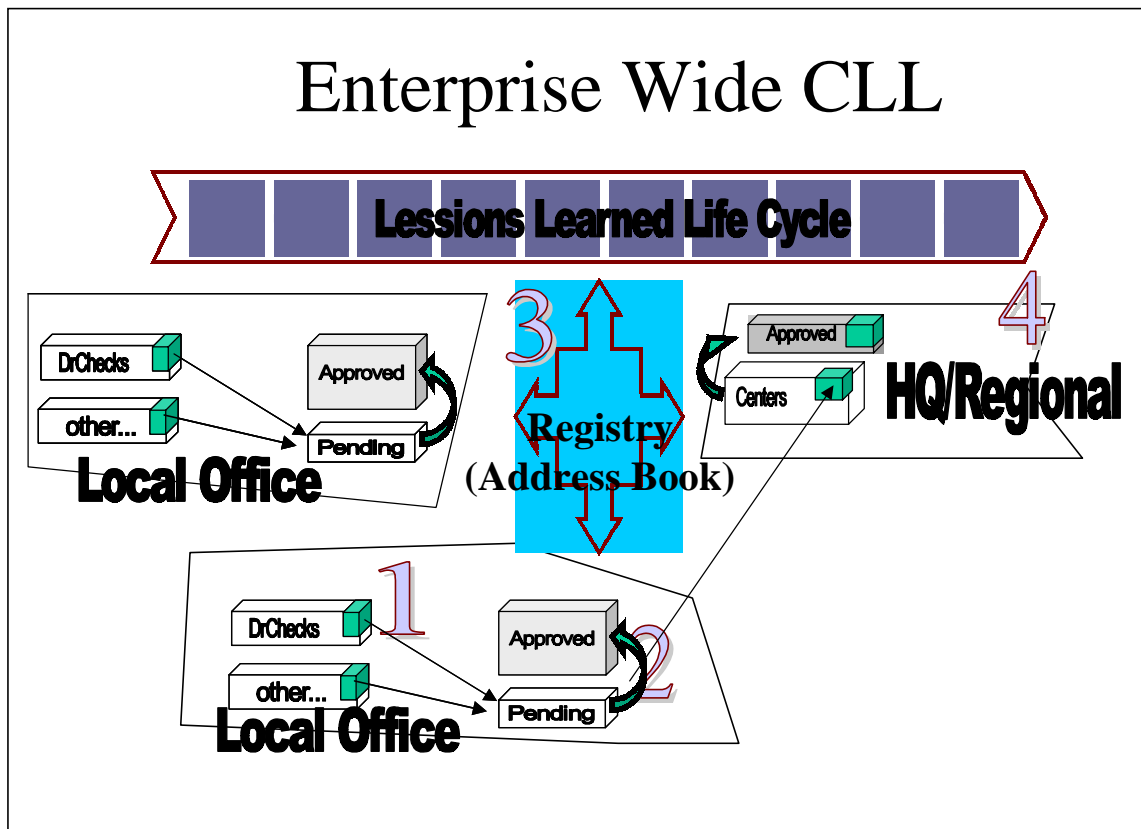 Enterprise Wide CLL
Lessions Learned Life Cycle
DrChecks
other...
Approved
Pending
Local Office
3
Registry
(Address Book)
4
Approved
Centers
HQ/Regional
1
DrChecks
other...
Approved
2
Pending
Local Office